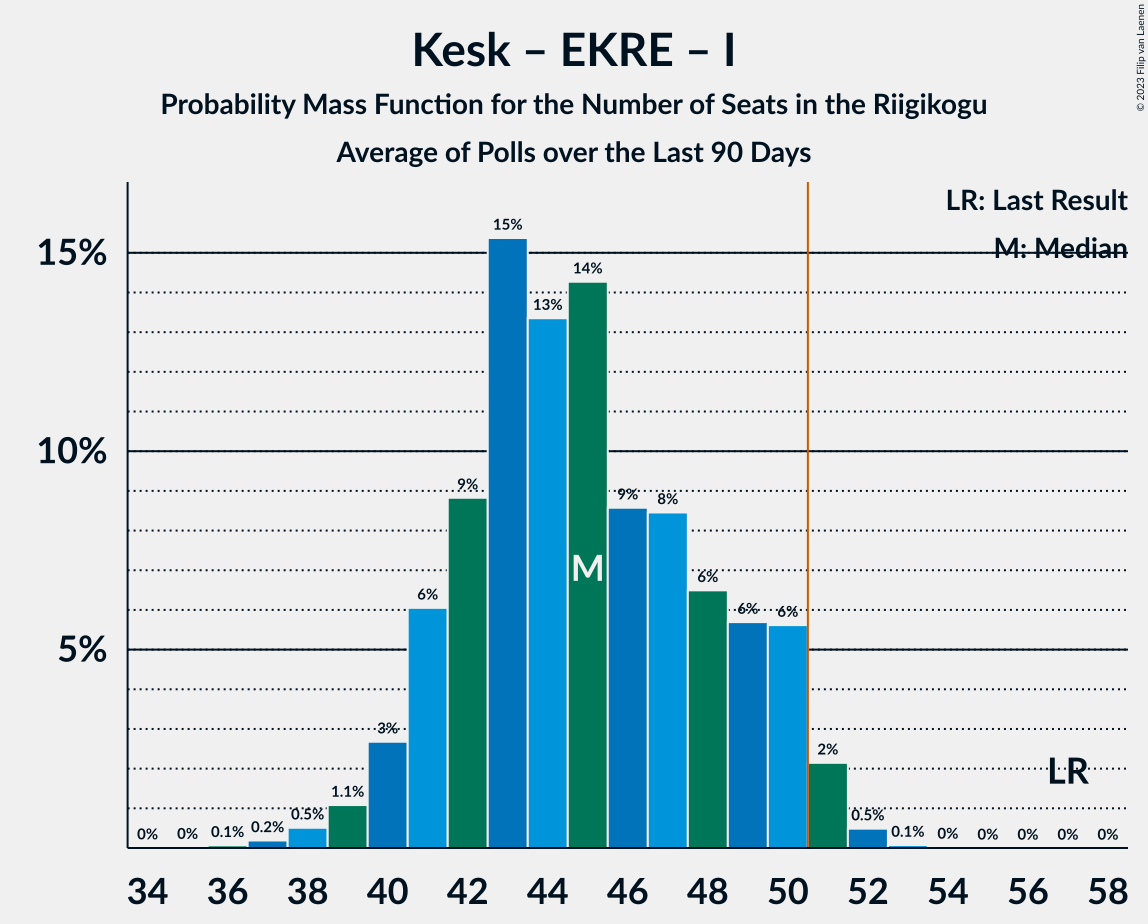 Kesk – EKRE – I
Probability Mass Function for the Number of Seats in the Riigikogu
Average of Polls over the Last 90 Days
© 2023 Filip van Laenen
LR: Last Result
M: Median
15%
10%
5%
0% 0% 0.1% 0.2% 0.5% 1.1% 3% 6% 9% 15% 13% 14% 9% 8% 6% 6% 6% 2% 0.5% 0.1% 0% 0% 0% 0% 0%
M
LR
34 36 38 40 42 44 46 48 50 52 54 56 58